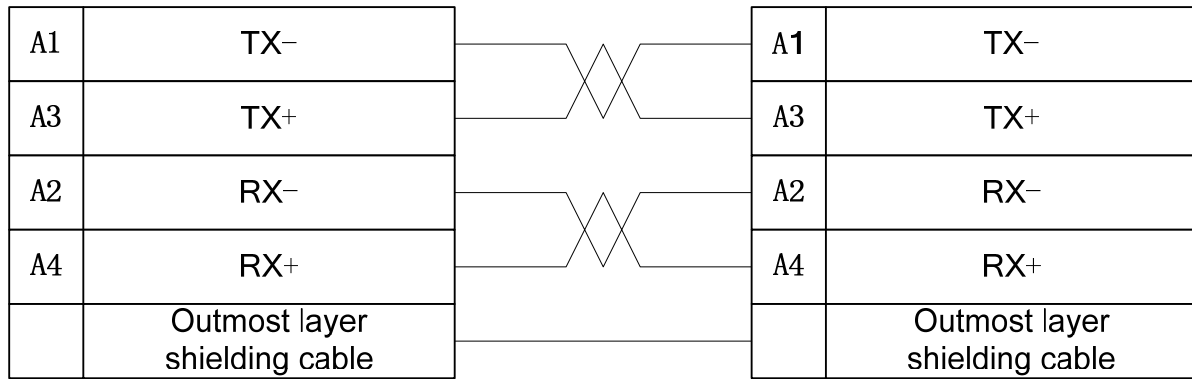 A1 TX− A1 TX−
A3 TX+ A3 TX+
A2 RX− A2 RX−
A4 RX+ A4 RX+
Outmost layer Outmost layer
shielding cable shielding cable